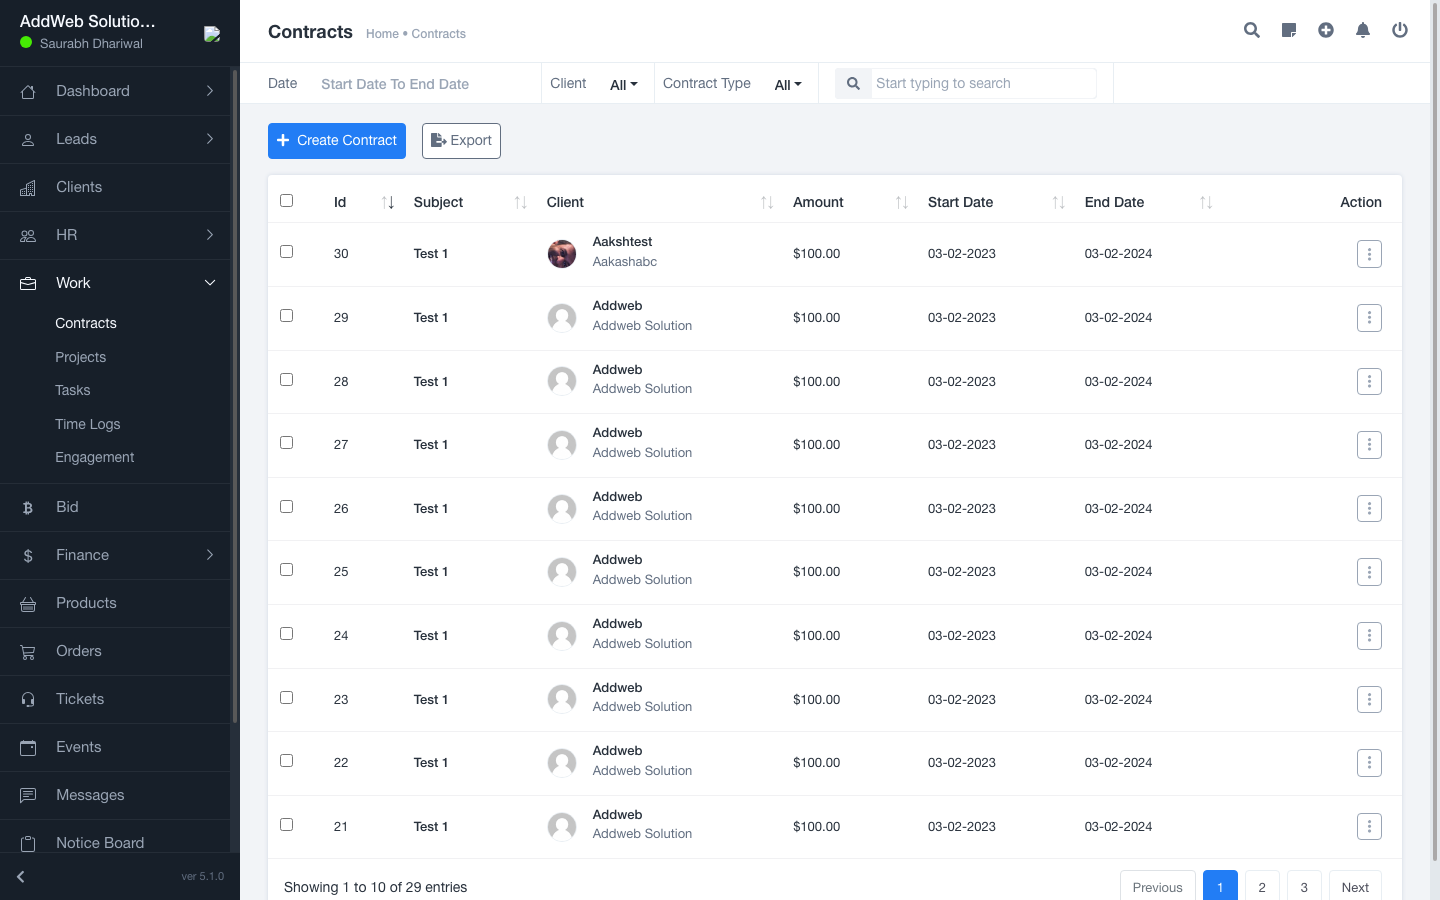 AddWeb Solutio...
Saurabh Dhariwal
Dashboard
Leads
Clients
HR
Work
Contracts
Projects
Tasks
Time Logs
Engagement
Bid
Finance
Products
Orders
Tickets
Events
Messages
Notice Board
ver 5.1.0
Contracts Home • Contracts
Date Start Date To End Date Client All Contract Type All Start typing to search
Create Contract Export
Id Subject Client Amount Start Date End Date Action
30 Test 1 Aakshtest Aakashabc $100.00 03-02-2023 03-02-2024
29 Test 1 Addweb Addweb Solution $100.00 03-02-2023 03-02-2024
28 Test 1 Addweb Addweb Solution $100.00 03-02-2023 03-02-2024
27 Test 1 Addweb Addweb Solution $100.00 03-02-2023 03-02-2024
26 Test 1 Addweb Addweb Solution $100.00 03-02-2023 03-02-2024
25 Test 1 Addweb Addweb Solution $100.00 03-02-2023 03-02-2024
24 Test 1 Addweb Addweb Solution $100.00 03-02-2023 03-02-2024
23 Test 1 Addweb Addweb Solution $100.00 03-02-2023 03-02-2024
22 Test 1 Addweb Addweb Solution $100.00 03-02-2023 03-02-2024
21 Test 1 Addweb Addweb Solution $100.00 03-02-2023 03-02-2024
Showing 1 to 10 of 29 entries Previous 1 2 3 Next